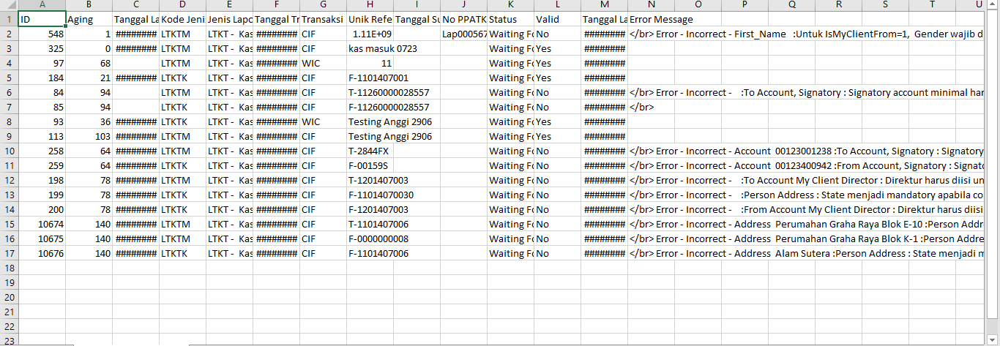 A B C D E F G H I J K L M N O P Q R S T U
1 ID Aging Tanggal La Kode Jeni Jenis Lapo Tanggal Tr Transaksi Unik Refe Tanggal Su No PPATK Status Valid Tanggal La Error Message
2 548 1 ######## LTKTM LTKT - Kas ######## CIF 1.11E+09 Lap000567 Waiting Fo No ######## </br> Error - Incorrect - First_Name :Untuk IsMyClientFrom=1, Gender wajib d
3 325 0 ######## LTKTM LTKT - Kas ######## CIF kas masuk 0723 Waiting Fo Yes ########
4 97 68 LTKTM LTKT - Kas ######## WIC 11 Waiting Fo Yes ########
5 184 21 ######## LTKTK LTKT - Kas ######## CIF F-1101407001 Waiting Fo Yes ########
6 84 94 LTKTM LTKT - Kas ######## CIF T-11260000028557 Waiting Fo No ######## </br> Error - Incorrect - :To Account, Signatory : Signatory account minimal har
7 85 94 LTKTK LTKT - Kas ######## CIF F-11260000028557 Waiting Fo No ######## </br>
8 93 36 ######## LTKTK LTKT - Kas ######## WIC Testing Anggi 2906 Waiting Fo Yes ########
9 113 103 ######## LTKTM LTKT - Kas ######## CIF Testing Anggi 2906 Waiting Fo Yes ########
10 258 64 ######## LTKTM LTKT - Kas ######## CIF T-2844FX Waiting Fo No ######## </br> Error - Incorrect - Account 00123001238 :To Account, Signatory : Signatory
11 259 64 ######## LTKTK LTKT - Kas ######## CIF F-00159S Waiting Fo No ######## </br> Error - Incorrect - Account 00123400942 :From Account, Signatory : Signato
12 198 78 ######## LTKTM LTKT - Kas ######## CIF T-1201407003 Waiting Fo No ######## </br> Error - Incorrect - :To Account My Client Director : Direktur harus diisi un
13 199 78 ######## LTKTK LTKT - Kas ######## CIF F-11014070030 Waiting Fo No ######## </br> Error - Incorrect - :Person Address : State menjadi mandatory apabila co
14 200 78 ######## LTKTK LTKT - Kas ######## CIF F-1201407003 Waiting Fo No ######## </br> Error - Incorrect - :From Account My Client Director : Direktur harus diisi
15 10674 140 ######## LTKTM LTKT - Kas ######## CIF T-1101407006 Waiting Fo No ######## </br> Error - Incorrect - Address Perumahan Graha Raya Blok E-10 :Person Addr
16 10675 140 ######## LTKTM LTKT - Kas ######## CIF F-0000000008 Waiting Fo No ######## </br> Error - Incorrect - Address Perumahan Graha Raya Blok K-1 :Person Addre
17 10676 140 ######## LTKTK LTKT - Kas ######## CIF F-1101407006 Waiting Fo No ######## </br> Error - Incorrect - Address Alam Sutera :Person Address : State menjadi m
18
19
20
21
22
23